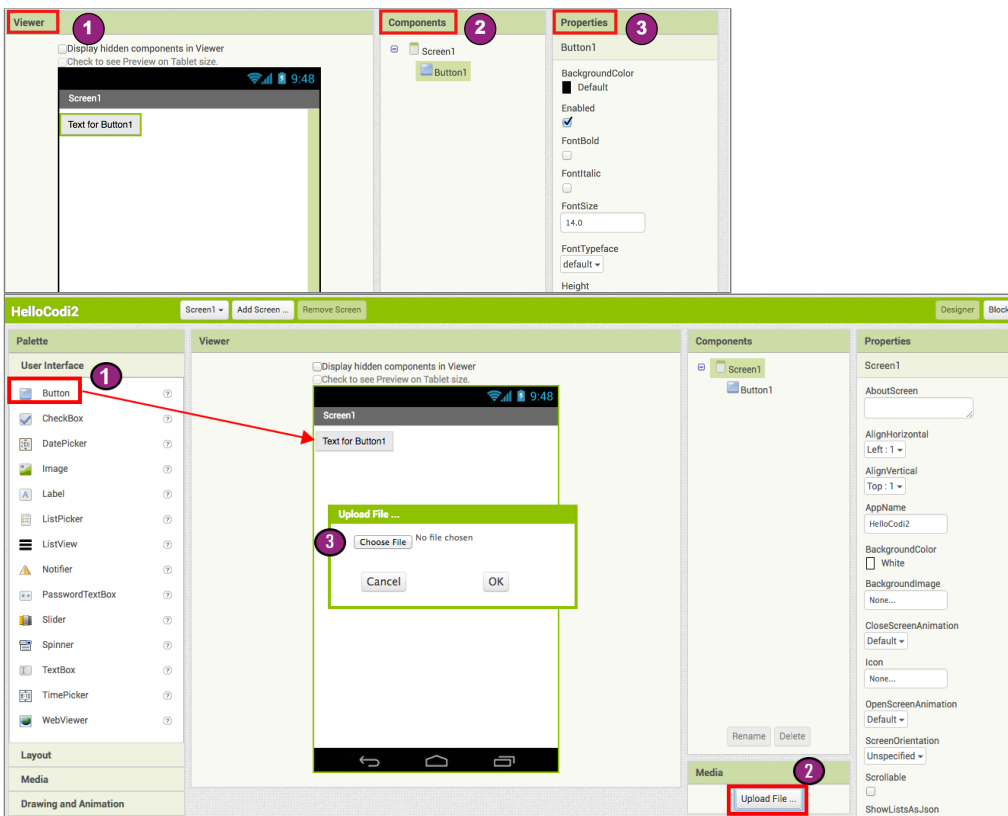 Viewer
1
Components
2
Properties
3
Display hidden components in Viewer
Check to see Preview on Tablet size.
9:48
Screen1
Text for Button1
Screen1
Button1
Button1
BackgroundColor
Default
Enabled
FontBold
FontItalic
FontSize
14.0
FontTypeface
default
Height
HelloCodi2
Screen1
Add Screen ...
Remove Screen
Designer
Block
Palette
User Interface
1
Button
CheckBox
DatePicker
Image
Label
ListPicker
ListView
Notifier
PasswordTextBox
Slider
Spinner
TextBox
TimePicker
WebViewer
Layout
Media
Drawing and Animation
Viewer
Display hidden components in Viewer
Check to see Preview on Tablet size.
9:48
Screen1
Text for Button1
Upload File ...
3
Choose File No file chosen
Cancel
OK
Components
Screen1
Button1
Rename
Delete
Media
2
Upload File ...
Properties
Screen1
AboutScreen
AlignHorizontal
Left : 1
AlignVertical
Top : 1
AppName
HelloCodi2
BackgroundColor
White
BackgroundImage
None...
CloseScreenAnimation
Default
Icon
None...
OpenScreenAnimation
Default
ScreenOrientation
Unspecified
Scrollable
ShowListsAsJson